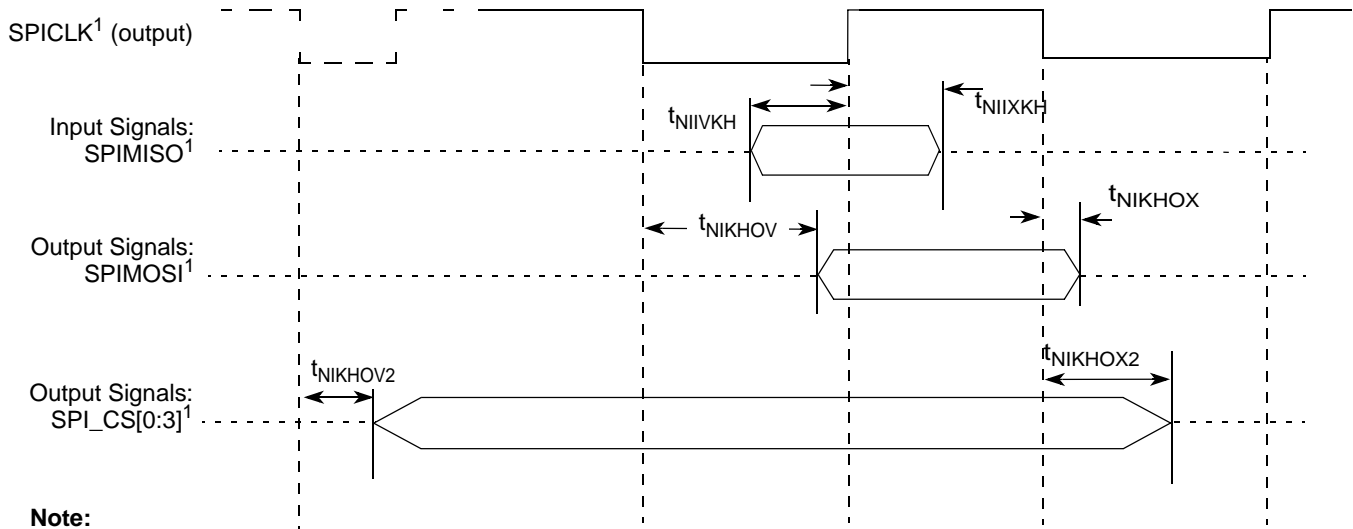 SPICLK¹ (output)
tNIIVKH
tNIIXKH
Input Signals:
SPIMISO¹
tNIKHOX
tNIKHOV
Output Signals:
SPIMOSI¹
tNIKHOV2
tNIKHOX2
Output Signals:
SPI_CS[0:3]¹
Note: